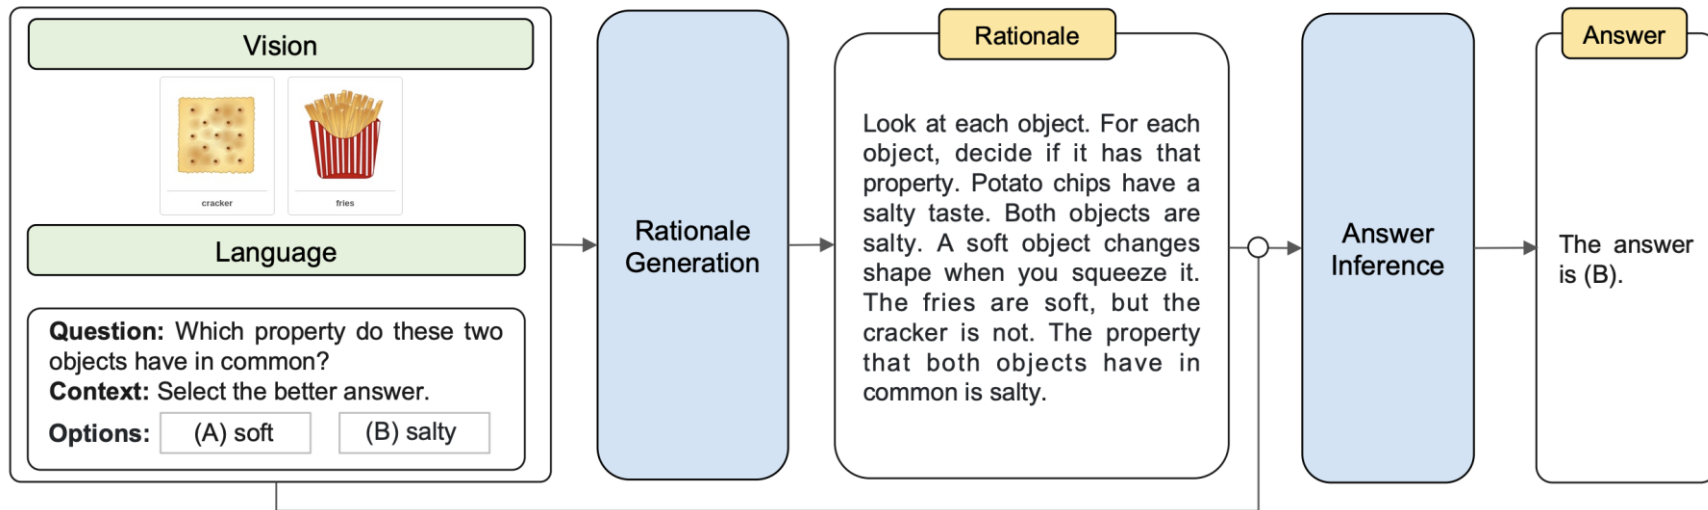 Vision
cracker
fries
Language
Question: Which property do these two
objects have in common?
Context: Select the better answer.
Options: (A) soft (B) salty
Rationale
Generation
Rationale
Look at each object. For each
object, decide if it has that
property. Potato chips have a
salty taste. Both objects are
salty. A soft object changes
shape when you squeeze it.
The fries are soft, but the
cracker is not. The property
that both objects have in
common is salty.
Answer
Inference
Answer
The answer
is (B).